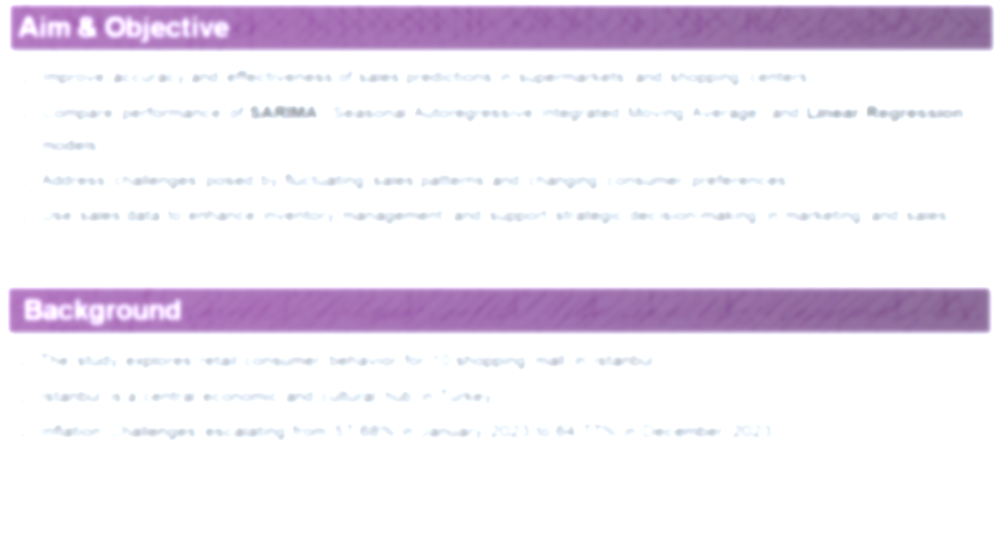 Aim & Objective
Improve accuracy and effectiveness of sales predictions in supermarkets and shopping centers
Compare performance of SARIMA Seasonal Autoregressive Integrated Moving Average and Linear Regression
models
Address challenges posed by fluctuating sales patterns and changing consumer preferences
Use sales data to enhance inventory management and support strategic decision-making in marketing and sales
Background
The study explores retail consumer behavior for 10 shopping mall in Istanbul
Istanbul is a central economic and cultural hub in Turkey
Inflation Challenges escalating from in January 2023 to in December 2023